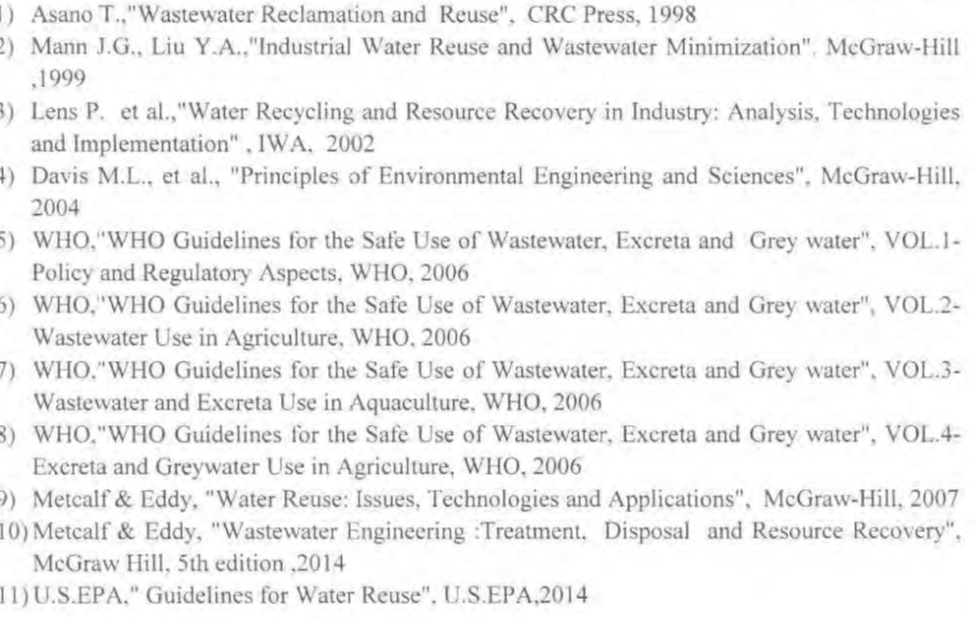 1) Asano T.,"Wastewater Reclamation and Reuse", CRC Press, 1998
2) Mann J.G., Liu Y.A.,"Industrial Water Reuse and Wastewater Minimization". McGraw-Hill
,1999
3) Lens P. et al.,"Water Recycling and Resource Recovery in Industry: Analysis, Technologies
and Implementation" , IWA, 2002
4) Davis M.L., et al., "Principles of Environmental Engineering and Sciences", McGraw-Hill,
2004
5) WHO,"WHO Guidelines for the Safe Use of Wastewater, Excreta and Grey water", VOL.1-
Policy and Regulatory Aspects, WHO, 2006
6) WHO,"WHO Guidelines for the Safe Use of Wastewater, Excreta and Grey water", VOL.2-
Wastewater Use in Agriculture, WHO, 2006
7) WHO,"WHO Guidelines for the Safe Use of Wastewater, Excreta and Grey water", VOL.3-
Wastewater and Excreta Use in Aquaculture, WHO, 2006
8) WHO,"WHO Guidelines for the Safe Use of Wastewater, Excreta and Grey water", VOL.4-
Excreta and Greywater Use in Agriculture, WHO, 2006
9) Metcalf & Eddy, "Water Reuse: Issues, Technologies and Applications", McGraw-Hill, 2007
10) Metcalf & Eddy, "Wastewater Engineering :Treatment, Disposal and Resource Recovery",
McGraw Hill, 5th edition ,2014
11) U.S.EPA," Guidelines for Water Reuse", U.S.EPA,2014